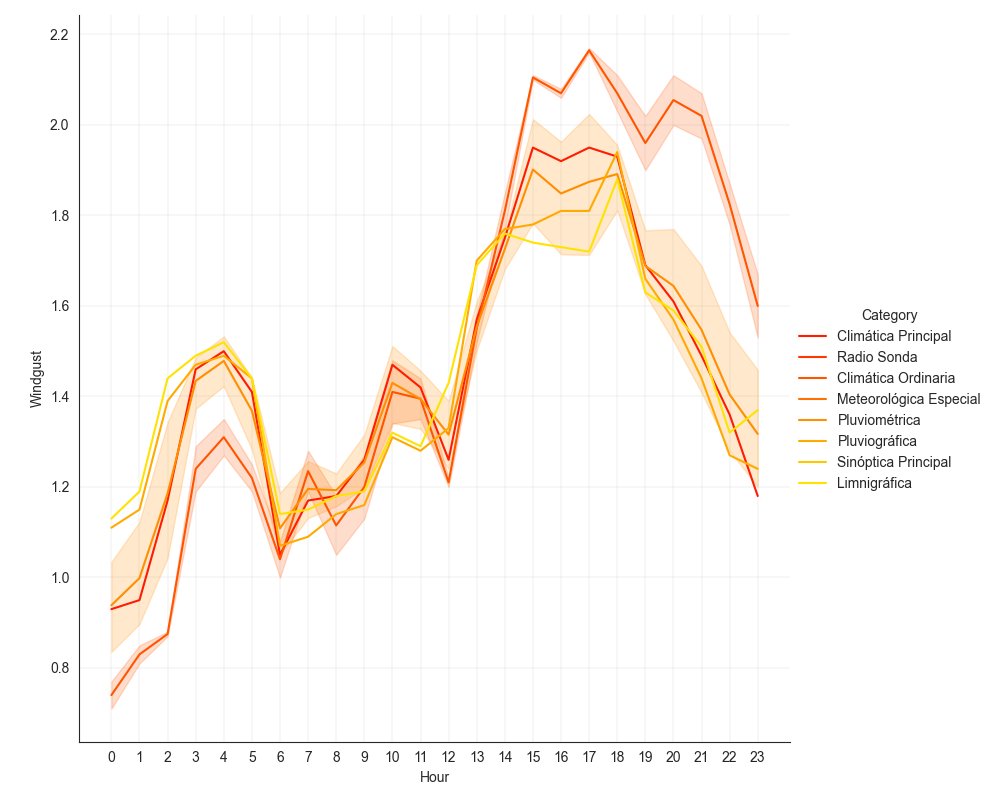 2.2
2.0
1.8
1.6
1.4
1.2
1.0
0.8
Windgust
0 1 2 3 4 5 6 7 8 9 10 11 12 13 14 15 16 17 18 19 20 21 22 23
Hour
Category
Climática Principal
Radio Sonda
Climática Ordinaria
Meteorológica Especial
Pluviométrica
Pluviográfica
Sinóptica Principal
Limnigráfica